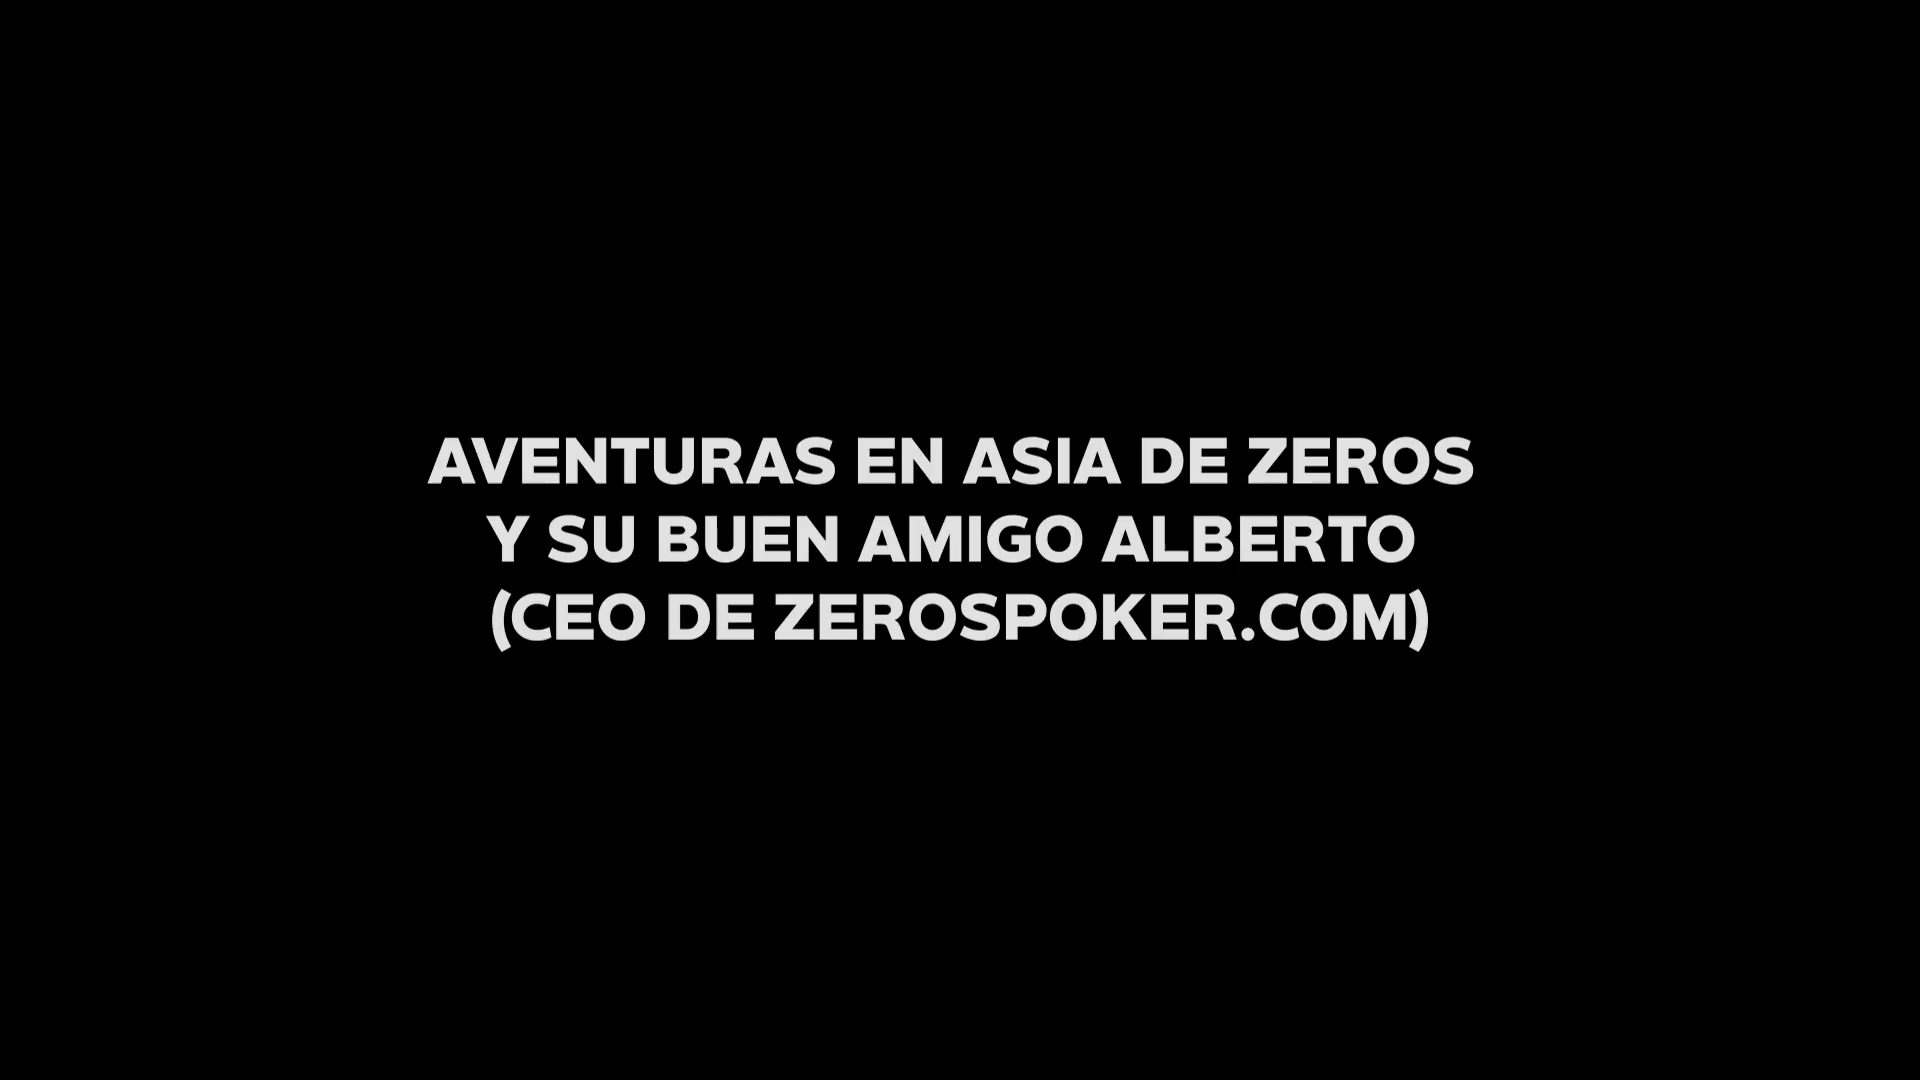 AVENTURAS EN ASIA DE ZEROS
Y SU BUEN AMIGO ALBERTO
(CEO DE ZEROSPOKER.COM)